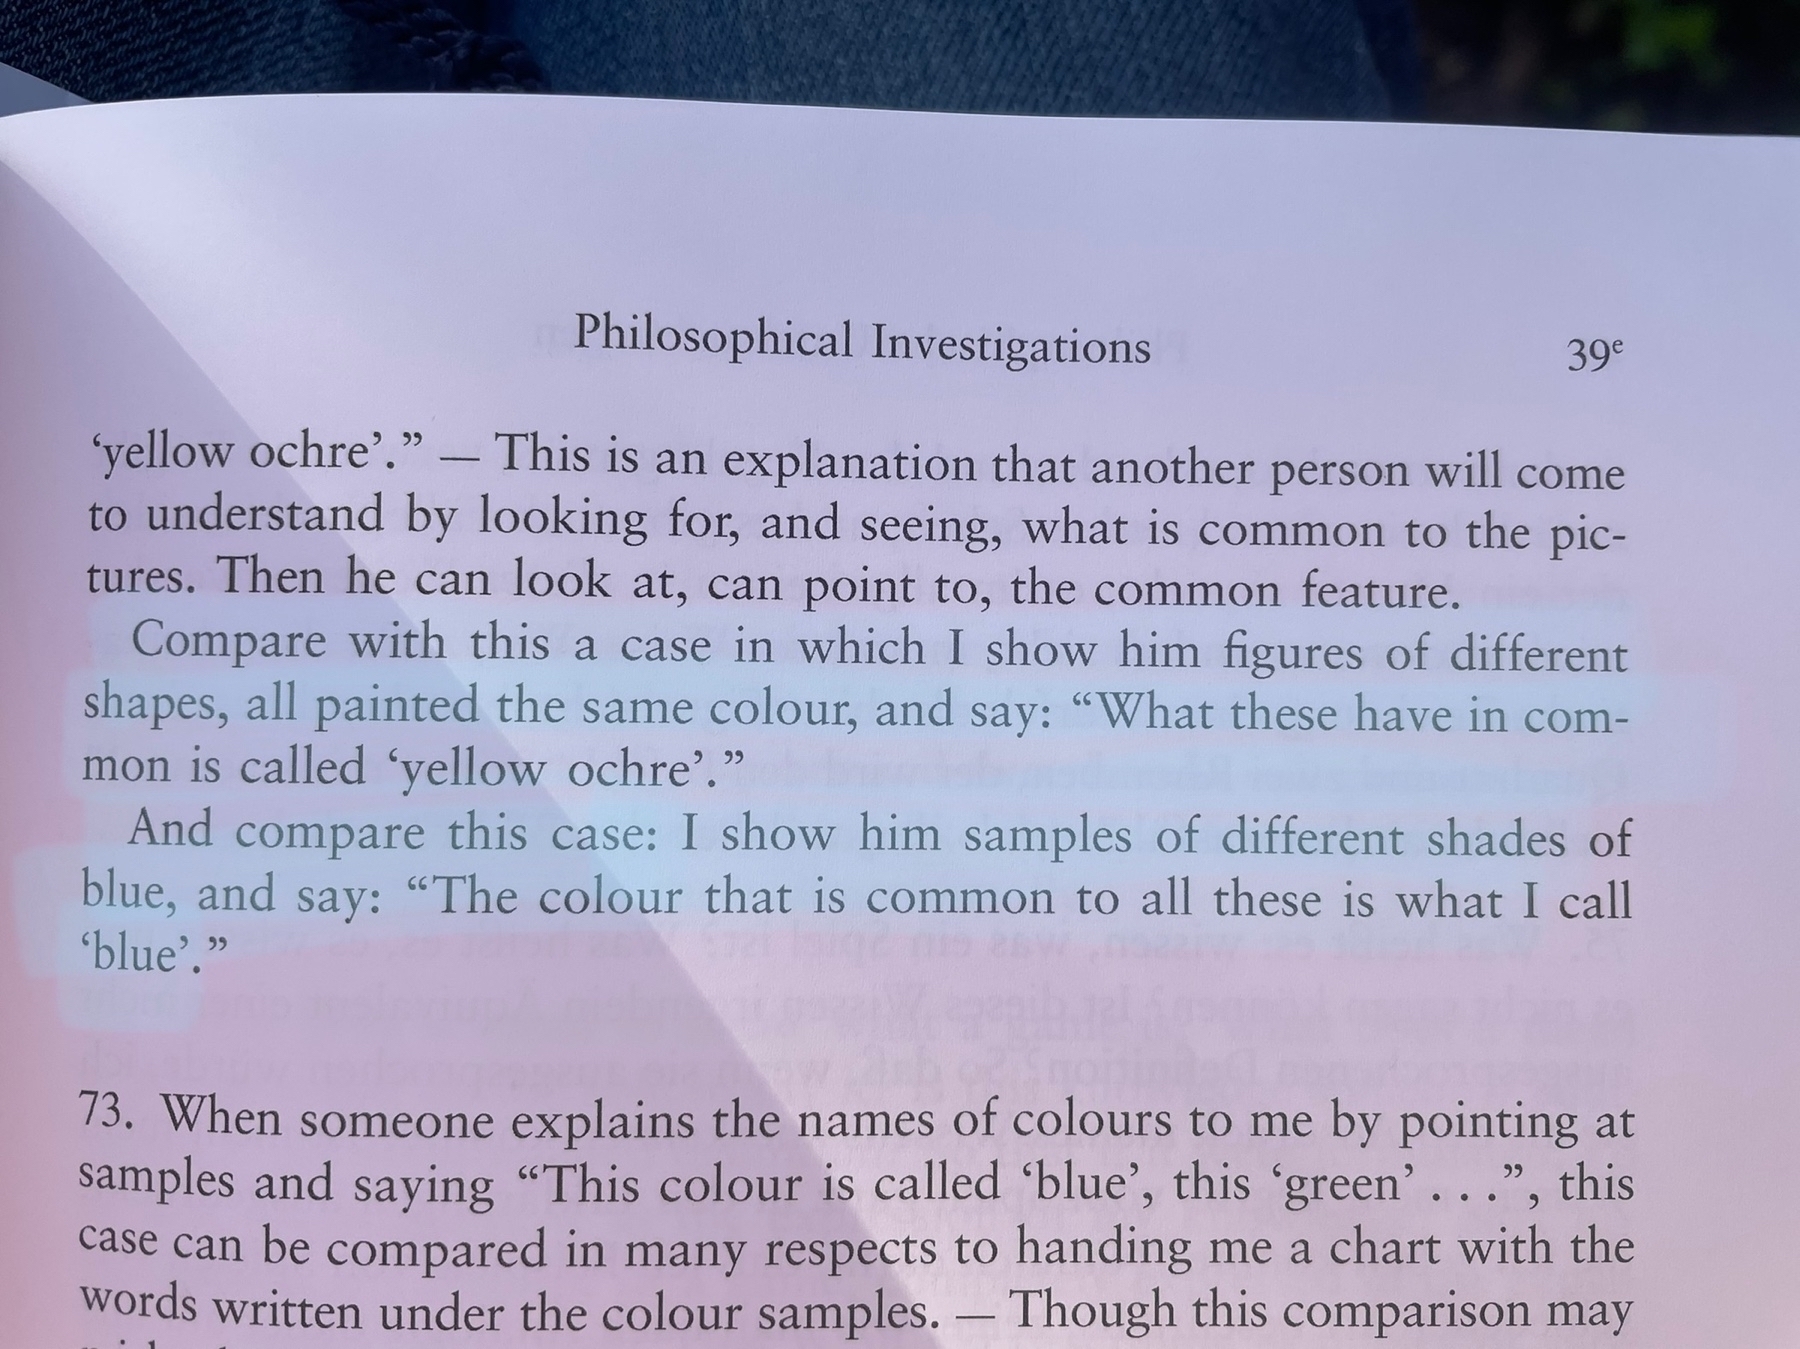 Philosophical Investigations 39ᵉ
‘yellow ochre’.” — This is an explanation that another person will come
to understand by looking for, and seeing, what is common to the pic-
tures. Then he can look at, can point to, the common feature.
Compare with this a case in which I show him figures of different
shapes, all painted the same colour, and say: “What these have in com-
mon is called ‘yellow ochre’.”
And compare this case: I show him samples of different shades of
blue, and say: “The colour that is common to all these is what I call
‘blue’.”
73. When someone explains the names of colours to me by pointing at
samples and saying “This colour is called ‘blue’, this ‘green’ . . .”, this
case can be compared in many respects to handing me a chart with the
words written under the colour samples. — Though this comparison may